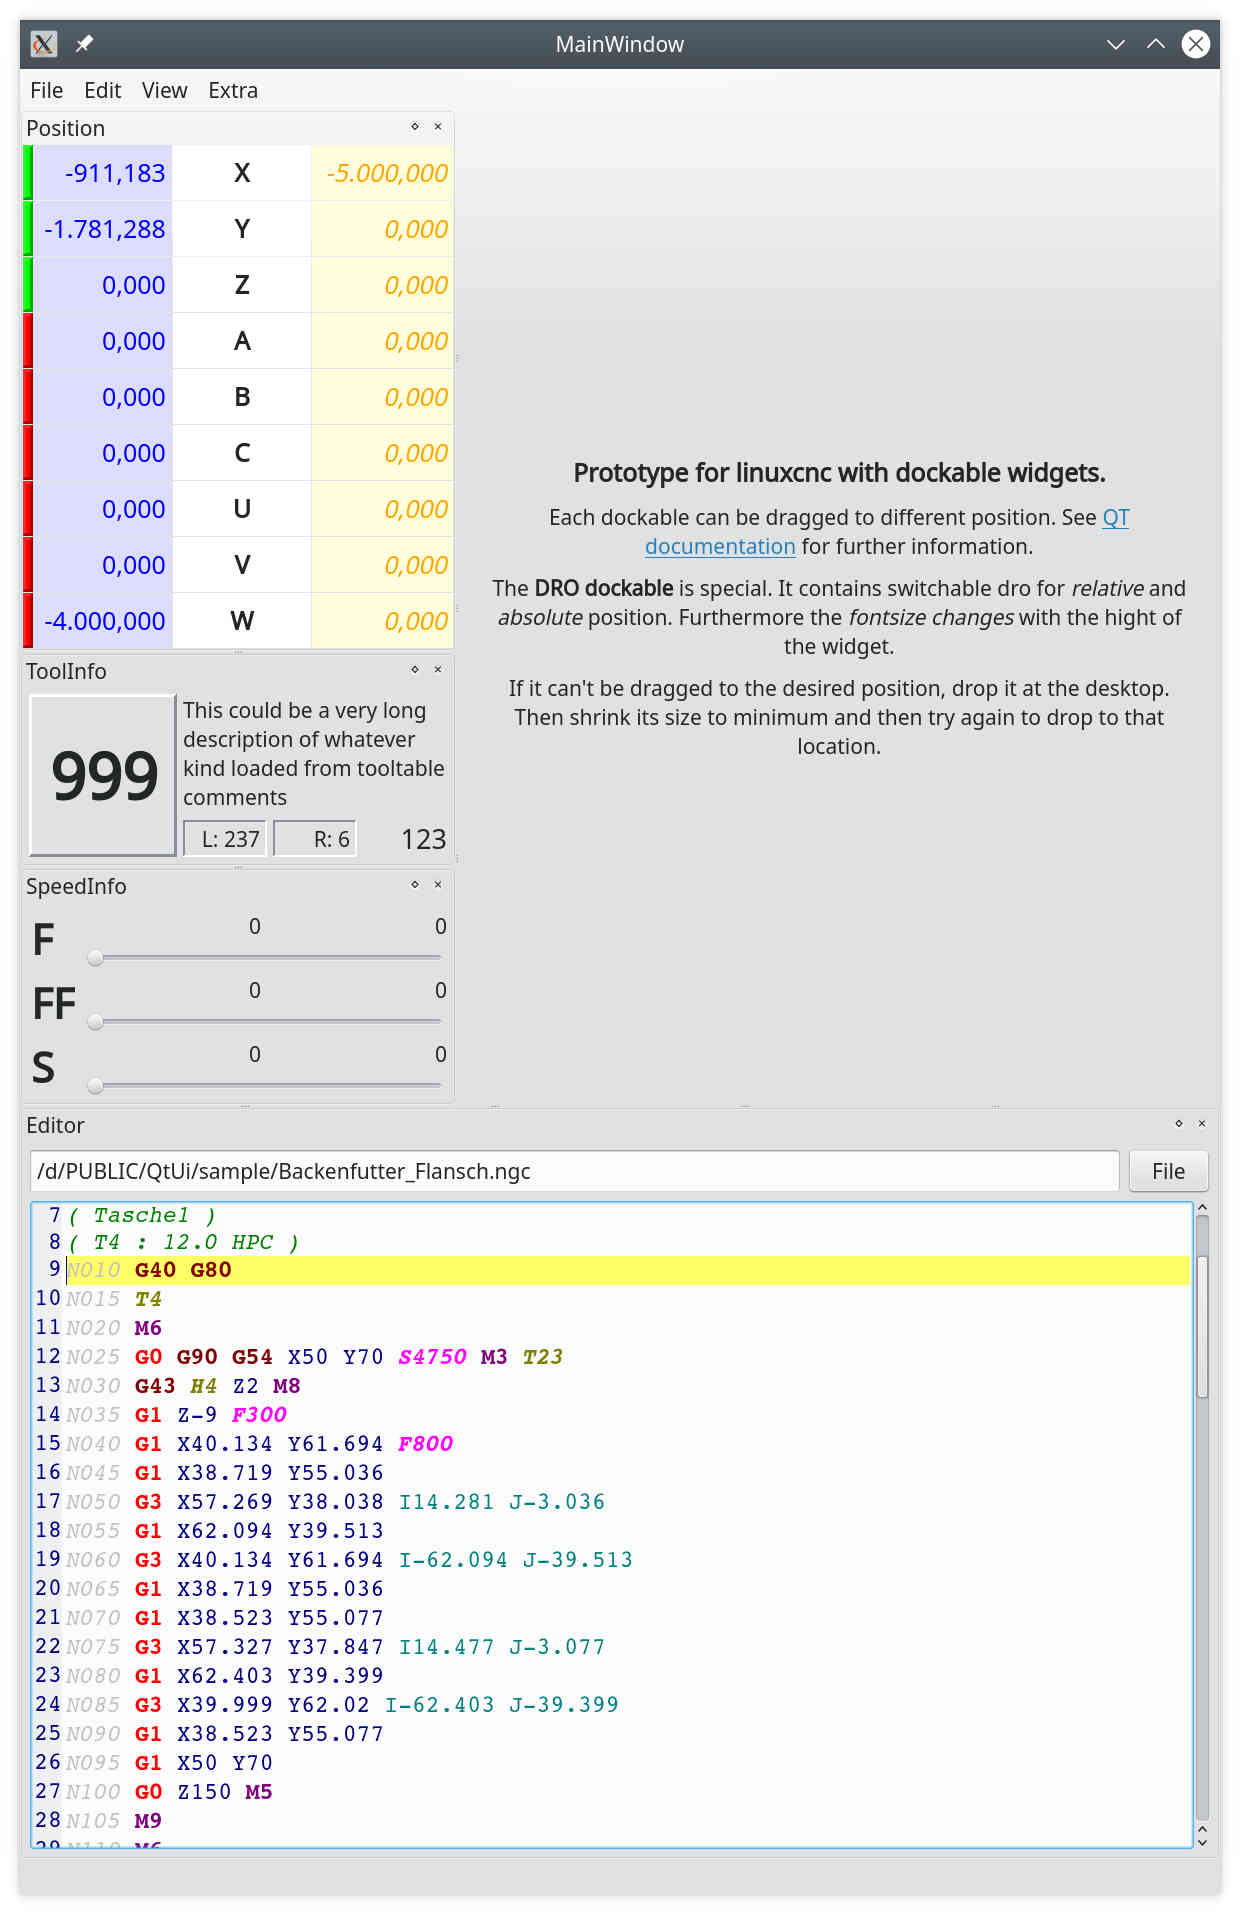 MainWindow
File Edit View Extra
Position
-911,183 X -5.000,000
-1.781,288 Y 0,000
0,000 Z 0,000
0,000 A 0,000
0,000 B 0,000
0,000 C 0,000
0,000 U 0,000
0,000 V 0,000
-4.000,000 W 0,000
Prototype for linuxcnc with dockable widgets.
Each dockable can be dragged to different position. See QT
documentation for further information.
The DRO dockable is special. It contains switchable dro for relative and
absolute position. Furthermore the fontsize changes with the hight of
the widget.
If it can't be dragged to the desired position, drop it at the desktop.
Then shrink its size to minimum and then try again to drop to that
location.
ToolInfo
999
This could be a very long
description of whatever
kind loaded from tooltable
comments
L: 237 R: 6 123
SpeedInfo
F 0 0
FF 0 0
S 0 0
Editor
/d/PUBLIC/QtUi/sample/Backenfutter_Flansch.ngc File
7 ( Tasche1 )
8 ( T4 : 12.0 HPC )
9 N010 G40 G80
10 N015 T4
11 N020 M6
12 N025 G0 G90 G54 X50 Y70 S4750 M3 T23
13 N030 G43 H4 Z2 M8
14 N035 G1 Z-9 F300
15 N040 G1 X40.134 Y61.694 F800
16 N045 G1 X38.719 Y55.036
17 N050 G3 X57.269 Y38.038 I14.281 J-3.036
18 N055 G1 X62.094 Y39.513
19 N060 G3 X40.134 Y61.694 I-62.094 J-39.513
20 N065 G1 X38.719 Y55.036
21 N070 G1 X38.523 Y55.077
22 N075 G3 X57.327 Y37.847 I14.477 J-3.077
23 N080 G1 X62.403 Y39.399
24 N085 G3 X39.999 Y62.02 I-62.403 J-39.399
25 N090 G1 X38.523 Y55.077
26 N095 G1 X50 Y70
27 N100 G0 Z150 M5
28 N105 M9
29 N110 M6